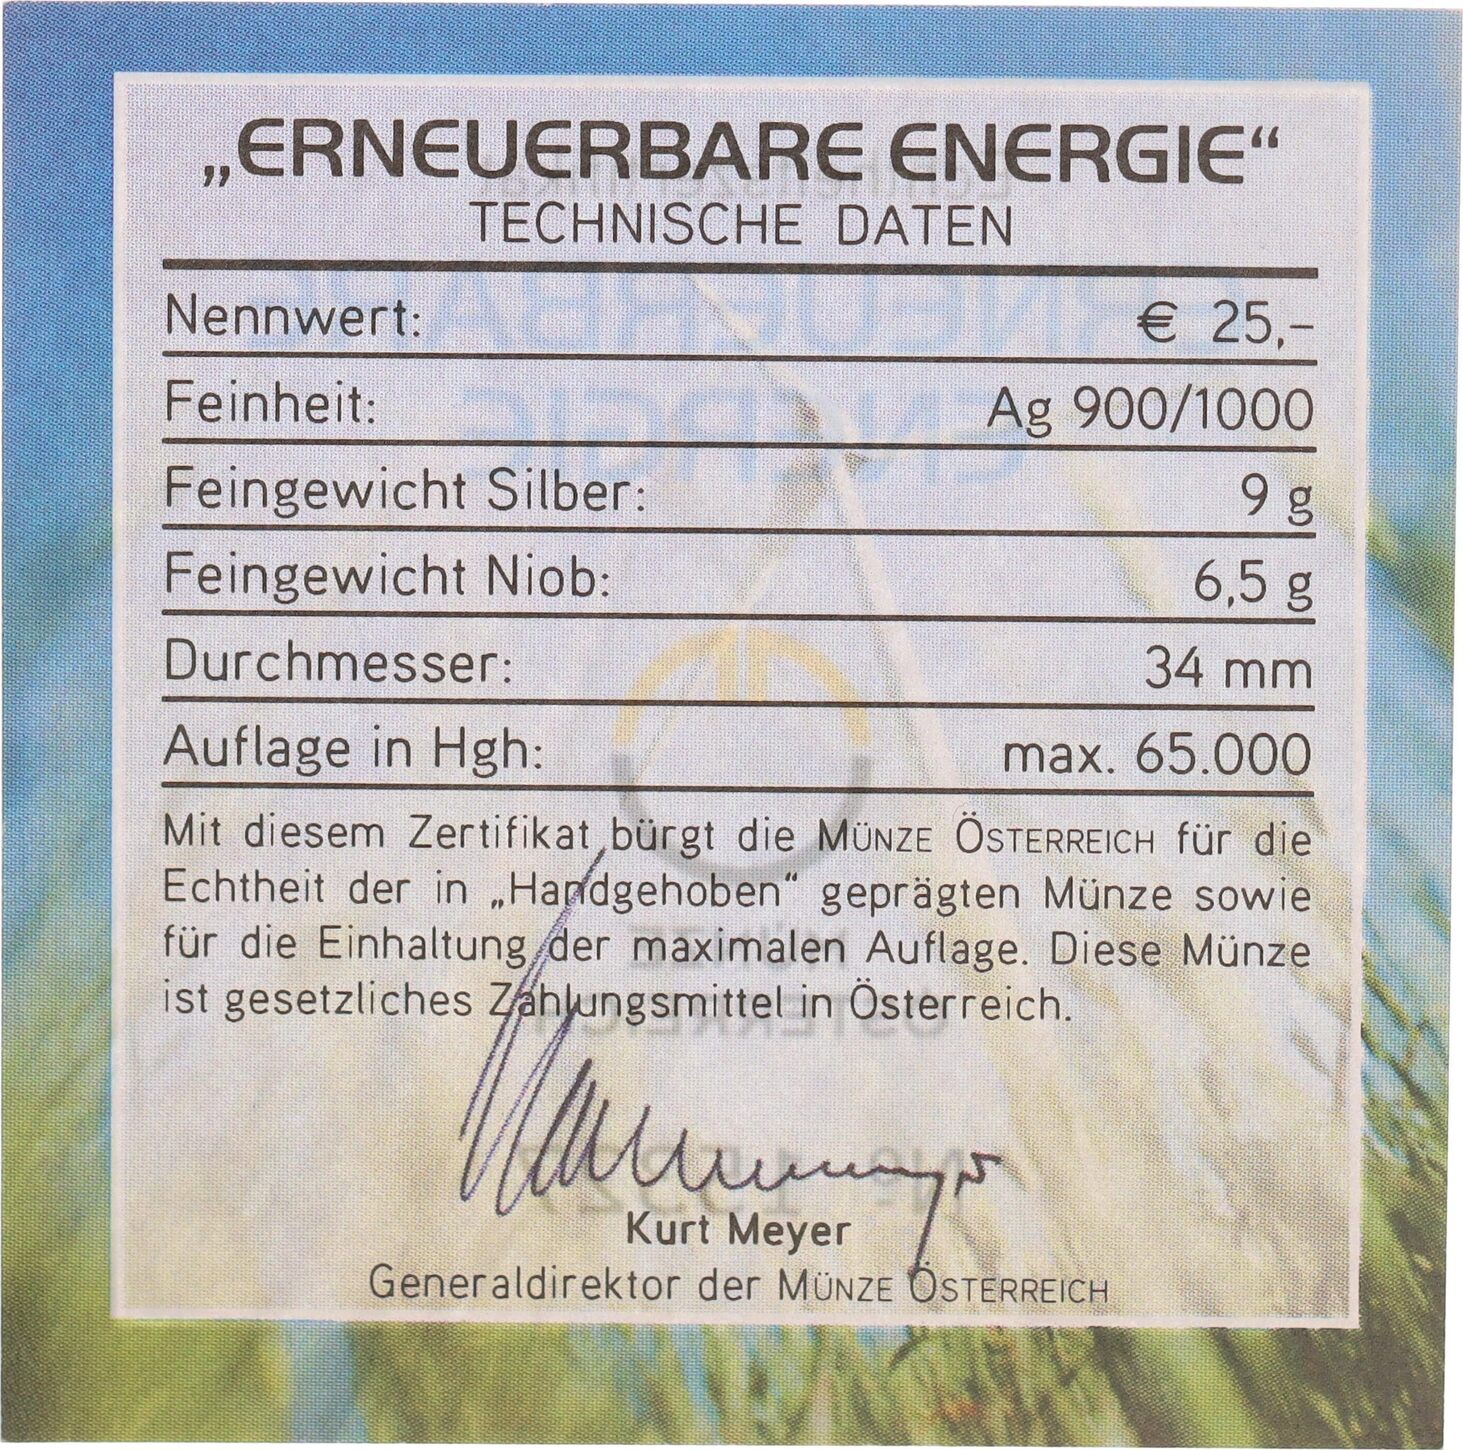 „ERNEUERBARE ENERGIE“
TECHNISCHE DATEN
Nennwert: € 25,–
Feinheit: Ag 900/1000
Feingewicht Silber: 9 g
Feingewicht Niob: 6,5 g
Durchmesser: 34 mm
Auflage in Hgh: max. 65.000
Mit diesem Zertifikat bürgt die MÜNZE ÖSTERREICH für die
Echtheit der in „Handgehoben“ geprägten Münze sowie
für die Einhaltung der maximalen Auflage. Diese Münze
ist gesetzliches Zahlungsmittel in Österreich.
Kurt Meyer
Generaldirektor der MÜNZE ÖSTERREICH